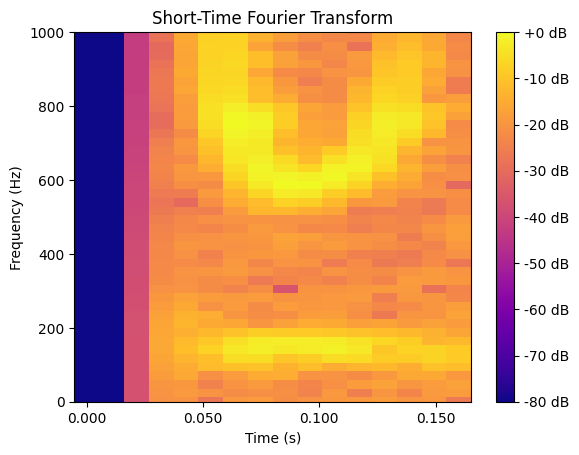 Short-Time Fourier Transform
Frequency (Hz)
1000
800
600
400
200
0
0.000
0.050
0.100
0.150
Time (s)
+0 dB
-10 dB
-20 dB
-30 dB
-40 dB
-50 dB
-60 dB
-70 dB
-80 dB